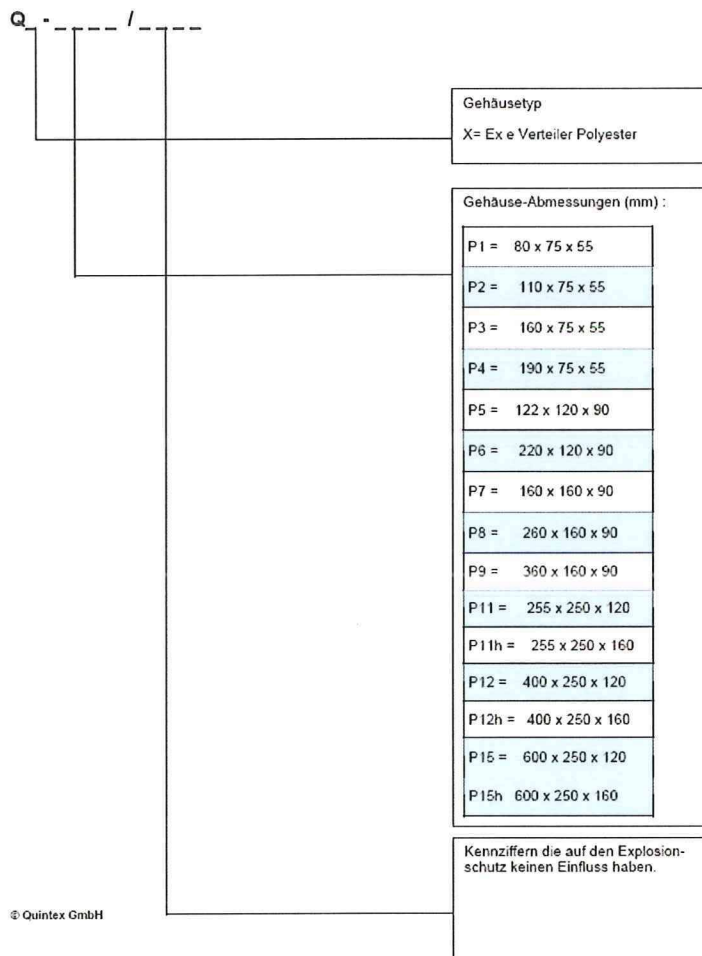 Q_ - _ _ _ _ / _ _ _ _
Gehäusetyp
X= Ex e Verteiler Polyester
Gehäuse-Abmessungen (mm) :
P1 = 80 x 75 x 55
P2 = 110 x 75 x 55
P3 = 160 x 75 x 55
P4 = 190 x 75 x 55
P5 = 122 x 120 x 90
P6 = 220 x 120 x 90
P7 = 160 x 160 x 90
P8 = 260 x 160 x 90
P9 = 360 x 160 x 90
P11 = 255 x 250 x 120
P11h = 255 x 250 x 160
P12 = 400 x 250 x 120
P12h = 400 x 250 x 160
P15 = 600 x 250 x 120
P15h 600 x 250 x 160
Kennziffern die auf den Explosion-
schutz keinen Einfluss haben.
© Quintex GmbH